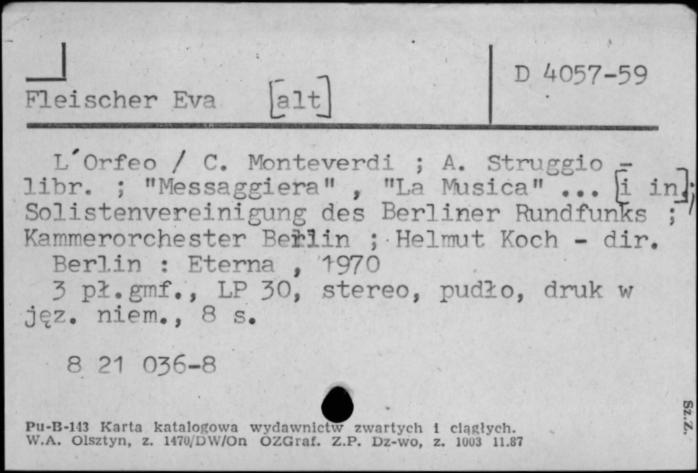 D 4057-59
Fleischer Eva [alt]
L'Orfeo / C. Monteverdi ; A. Struggio -
libr. ; "Messaggiera" , "La Musica" ... [i in];
Solistenvereinigung des Berliner Rundfunks ;
Kammerorchester Berlin ; Helmut Koch - dir.
Berlin : Eterna , 1970
3 pł.gmf., LP 30, stereo, pudło, druk w
jęz. niem., 8 s.
8 21 036-8
Pu-B-143 Karta katalogowa wydawnictw zwartych i ciągłych.
W.A. Olsztyn, z. 1470/DW/On OZGraf. Z.P. Dz-wo, z. 1003 11.87
Sz.Z.